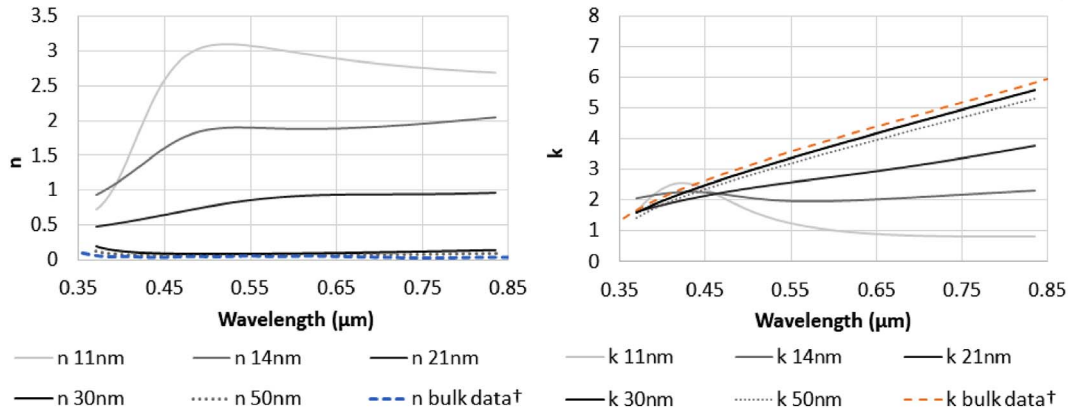 3.5
3
2.5
2
1.5
1
0.5
0
n
0.35 0.45 0.55 0.65 0.75 0.85
Wavelength (µm)
n 11nm n 14nm n 21nm
n 30nm n 50nm n bulk data†
8
7
6
5
4
3
2
1
0
k
0.35 0.45 0.55 0.65 0.75 0.85
Wavelength (µm)
k 11nm k 14nm k 21nm
k 30nm k 50nm k bulk data†